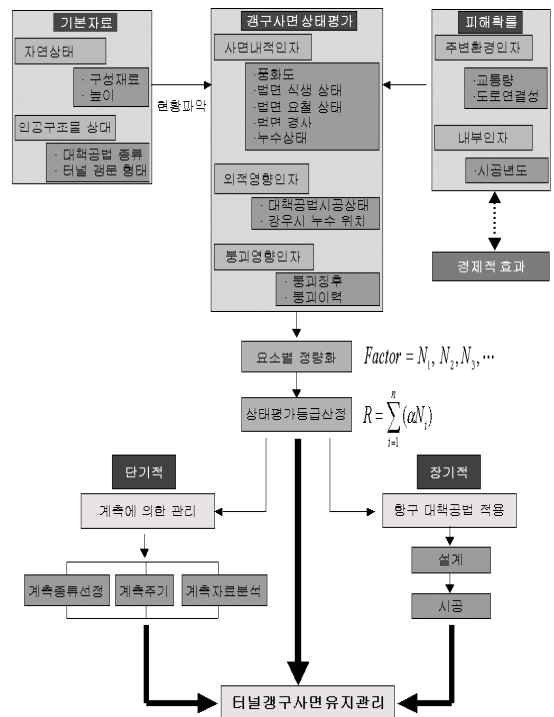 기본자료
자연상태
·구성재료
·높이
인공구조물 상대
·대책공법 종류
·터널 갱문 형태
현황파악
갱구사면상태평가
사면내적인자
·풍화도
·법면 식생 상태
·법면 요철 상태
·법면 경사
·누수상태
외적영향인자
·대책공법시공상태
·강우시 누수 위치
붕괴영향인자
·붕괴징후
·붕괴이력
피해확률
주변환경인자
·교통량
·도로연결성
내부인자
·시공년도
경제적 효과
요소별 정량화
Factor = N₁, N₂, N₃, ⋯
상태평가등급산정
R = ∑ⁿᵢ₌₁ (αNᵢ)
단기적
계측에 의한 관리
계측종류선정
계측주기
계측자료분석
장기적
항구 대책공법 적용
설계
시공
터널갱구사면유지관리